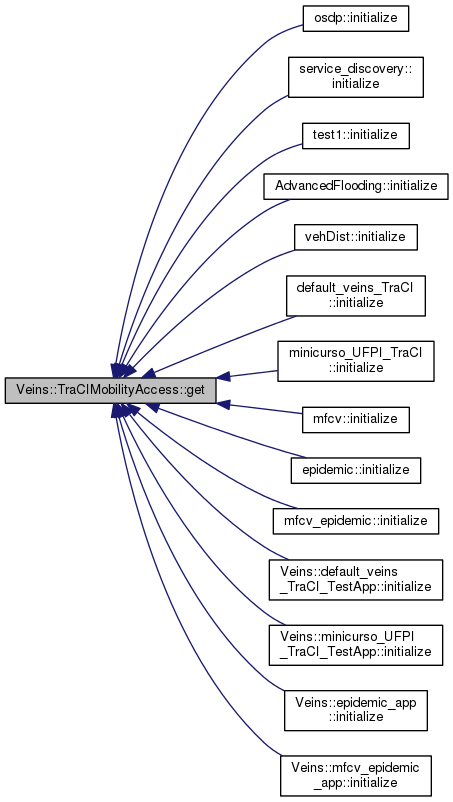 osdp::initialize
service_discovery::
initialize
test1::initialize
AdvancedFlooding::initialize
vehDist::initialize
default_veins_TraCI
::initialize
minicurso_UFPI_TraCI
::initialize
Veins::TraCIMobilityAccess::get
mfcv::initialize
epidemic::initialize
mfcv_epidemic::initialize
Veins::default_veins
_TraCI_TestApp::initialize
Veins::minicurso_UFPI
_TraCI_TestApp::initialize
Veins::epidemic_app
::initialize
Veins::mfcv_epidemic
_app::initialize